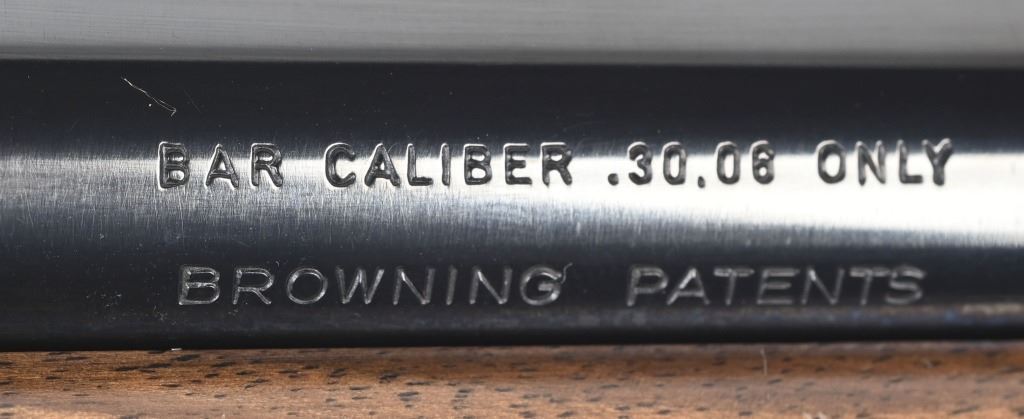 BAR CALIBER .30.06 ONLY
BROWNING PATENTS